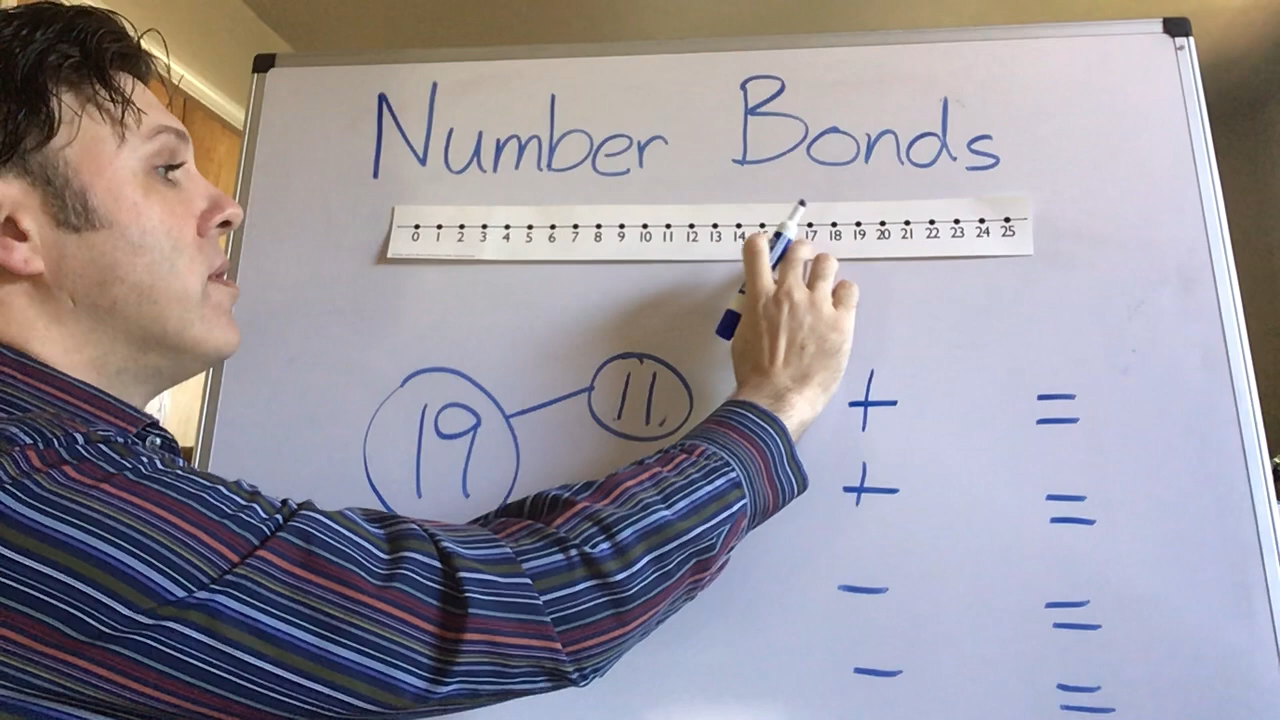 Number Bonds
0 1 2 3 4 5 6 7 8 9 10 11 12 13 14 15 17 18 19 20 21 22 23 24 25
19 11
+ =
+ =
- =
- =